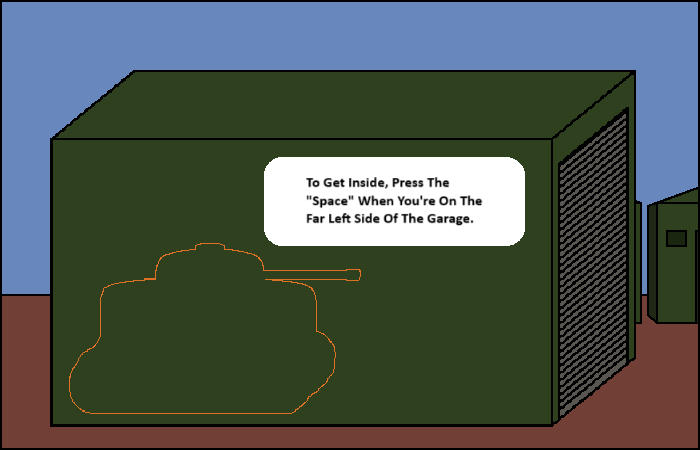 To Get Inside, Press The
"Space" When You're On The
Far Left Side Of The Garage.